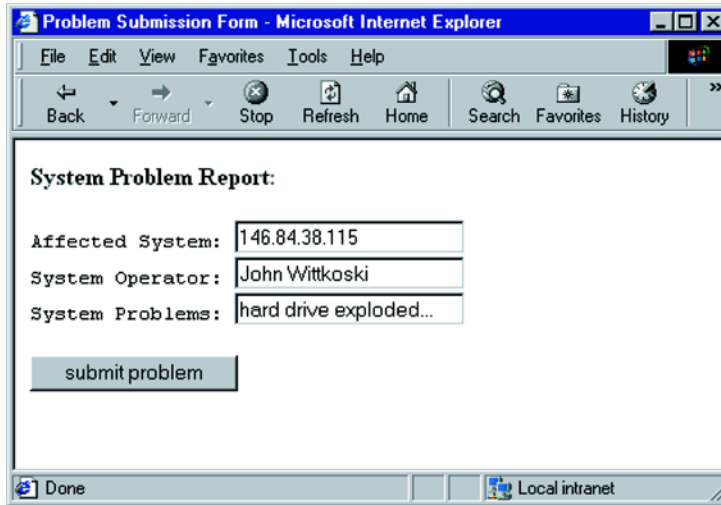 Problem Submission Form - Microsoft Internet Explorer
File Edit View Favorites Tools Help
Back Forward Stop Refresh Home Search Favorites History »
System Problem Report:
Affected System: 146.84.38.115
System Operator: John Wittkoski
System Problems: hard drive exploded...
submit problem
Done Local intranet